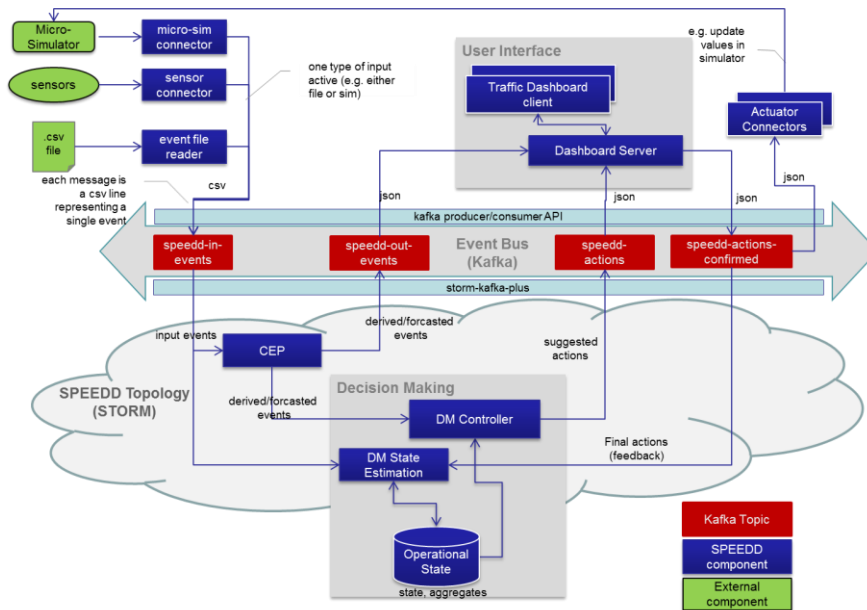 Micro-
Simulator
micro-sim
connector
sensors
sensor
connector
.csv
file
event file
reader
one type of input
active (e.g. either
file or sim)
each message is
a csv line
representing a
single event
csv
User Interface
Traffic Dashboard
client
Dashboard Server
e.g. update
values in
simulator
Actuator
Connectors
json
json
json
json
kafka producer/consumer API
speedd-in-
events
speedd-out-
events
Event Bus
(Kafka)
speedd-
actions
speedd-actions-
confirmed
storm-kafka-plus
input events
CEP
derived/forcasted
events
suggested
actions
SPEEDD Topology
(STORM)
derived/forcasted
events
Decision Making
DM Controller
DM State
Estimation
Final actions
(feedback)
Operational
State
state, aggregates
Kafka Topic
SPEEDD
component
External
component